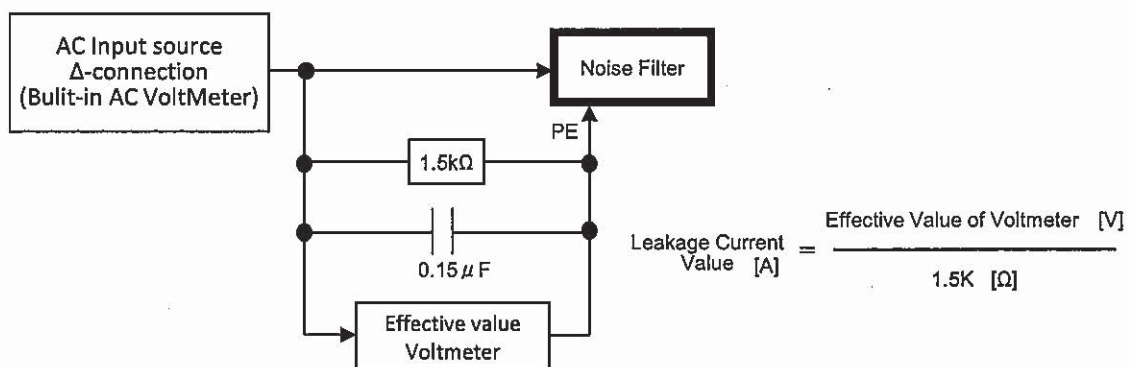 AC Input source
Δ-connection
(Bulit-in AC VoltMeter)
Noise Filter
PE
1.5kΩ
0.15 μ F
Effective value
Voltmeter
Leakage Current
Value [A]
=
Effective Value of Voltmeter [V]
1.5K [Ω]